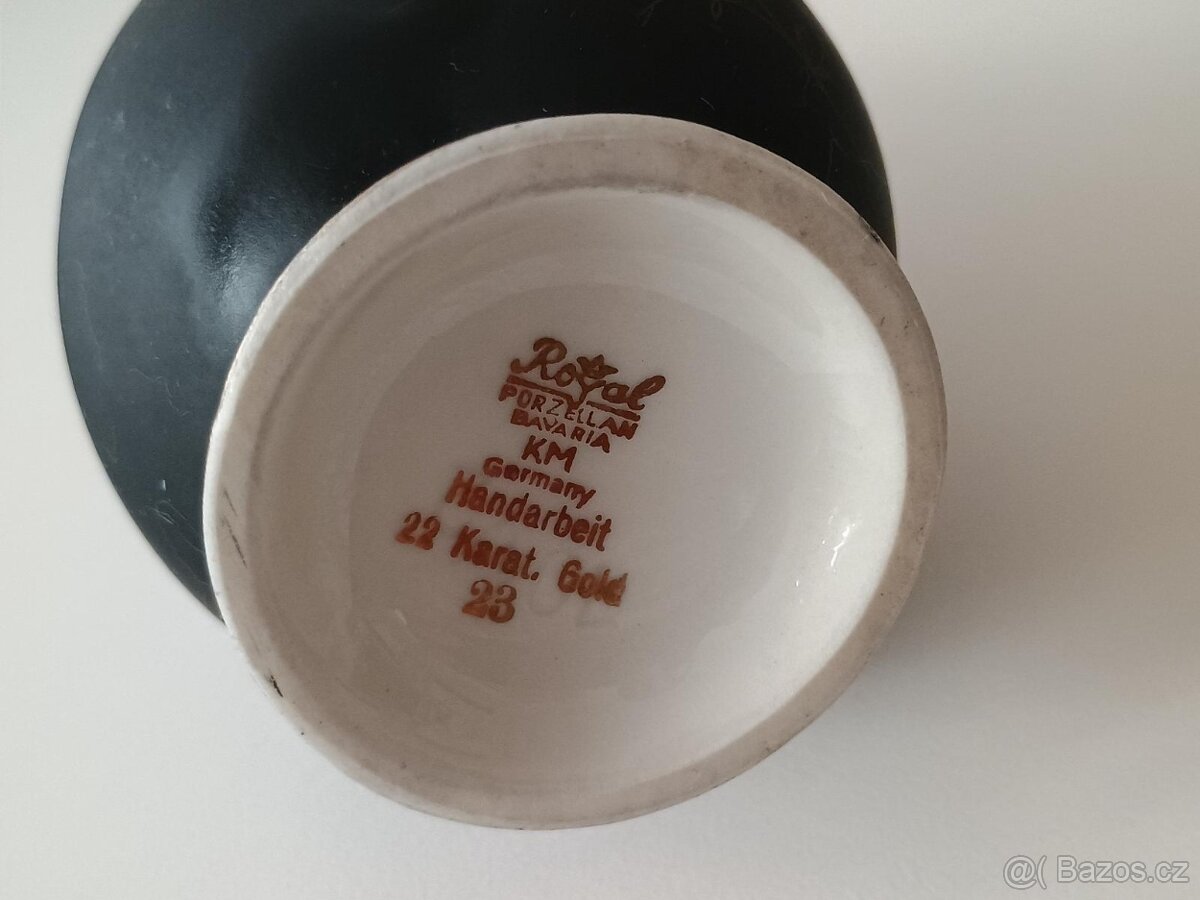 Royal
PORZELLAN
BAVARIA
KM
Germany
Handarbeit
22 Karat. Gold
23
@( Bazos.cz